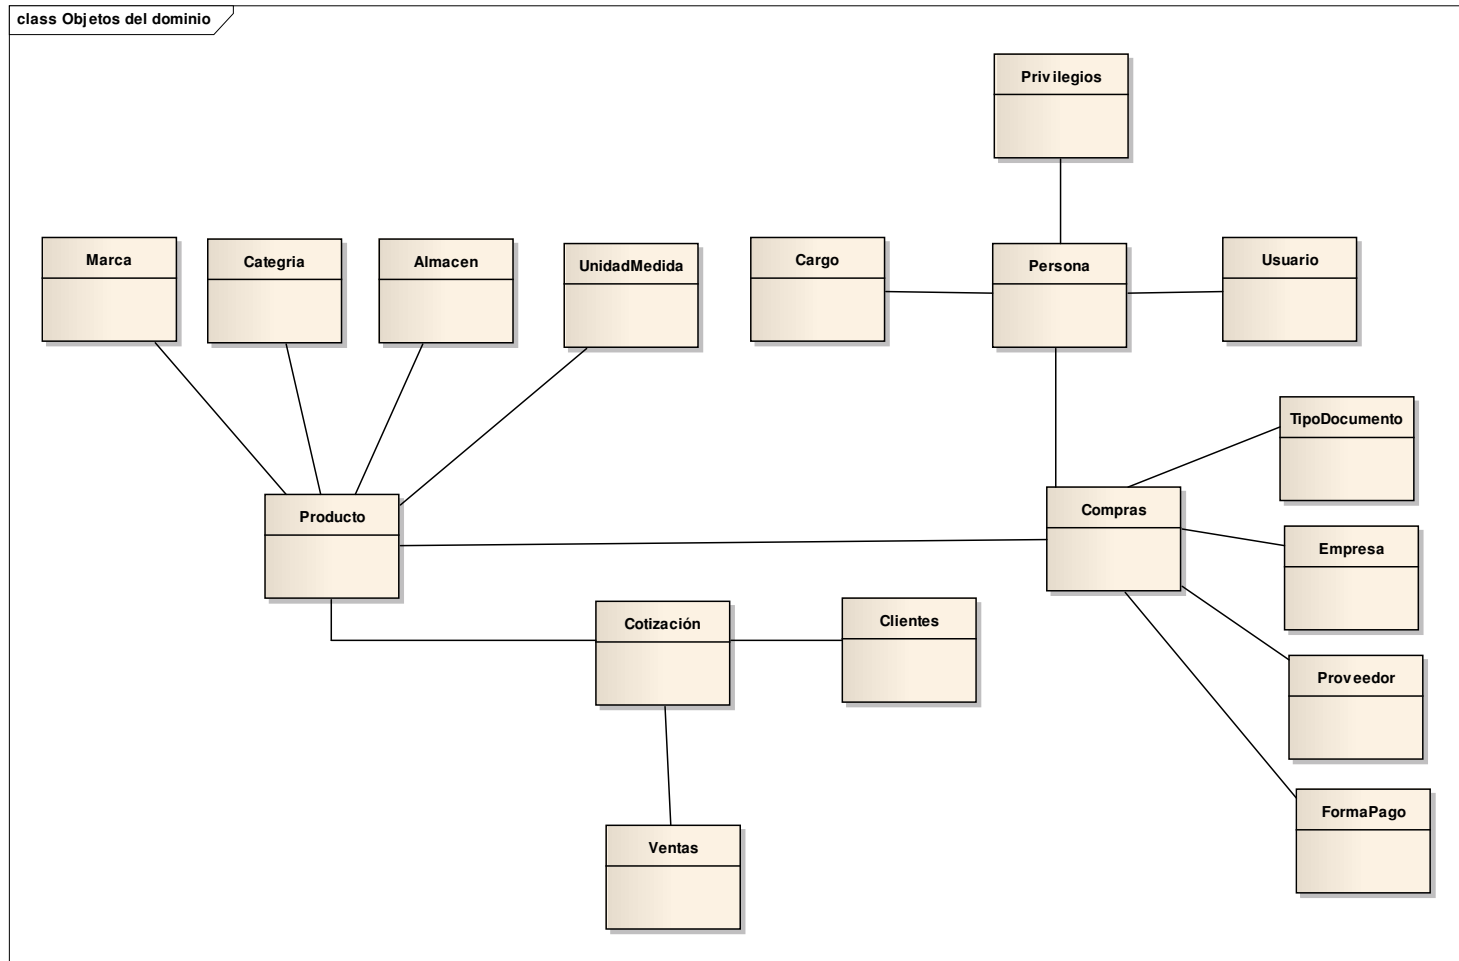 class Objetos del dominio
Privilegios
Marca
Categria
Almacen
UnidadMedida
Cargo
Persona
Usuario
TipoDocumento
Producto
Compras
Empresa
Cotización
Clientes
Proveedor
FormaPago
Ventas